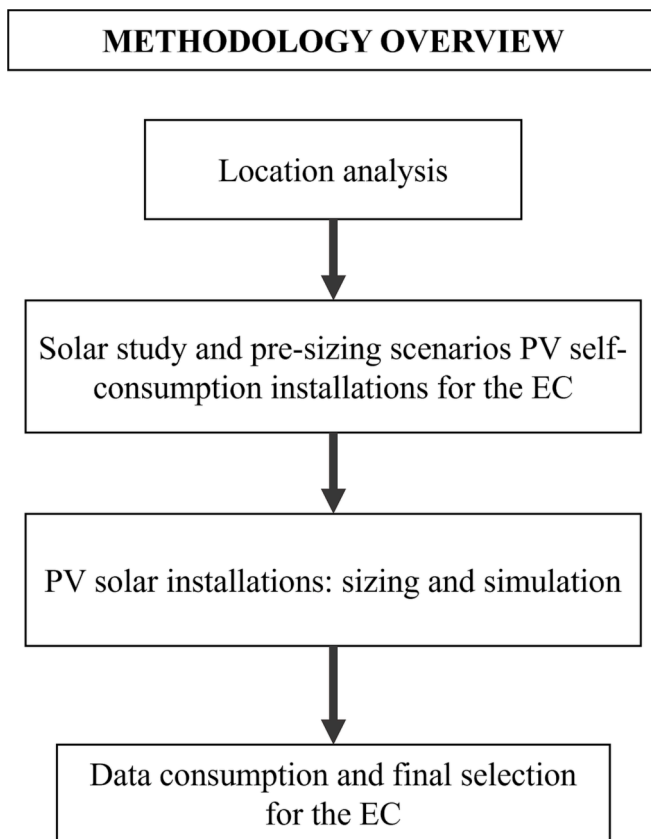 METHODOLOGY OVERVIEW
Location analysis
Solar study and pre-sizing scenarios PV self-
consumption installations for the EC
PV solar installations: sizing and simulation
Data consumption and final selection
for the EC